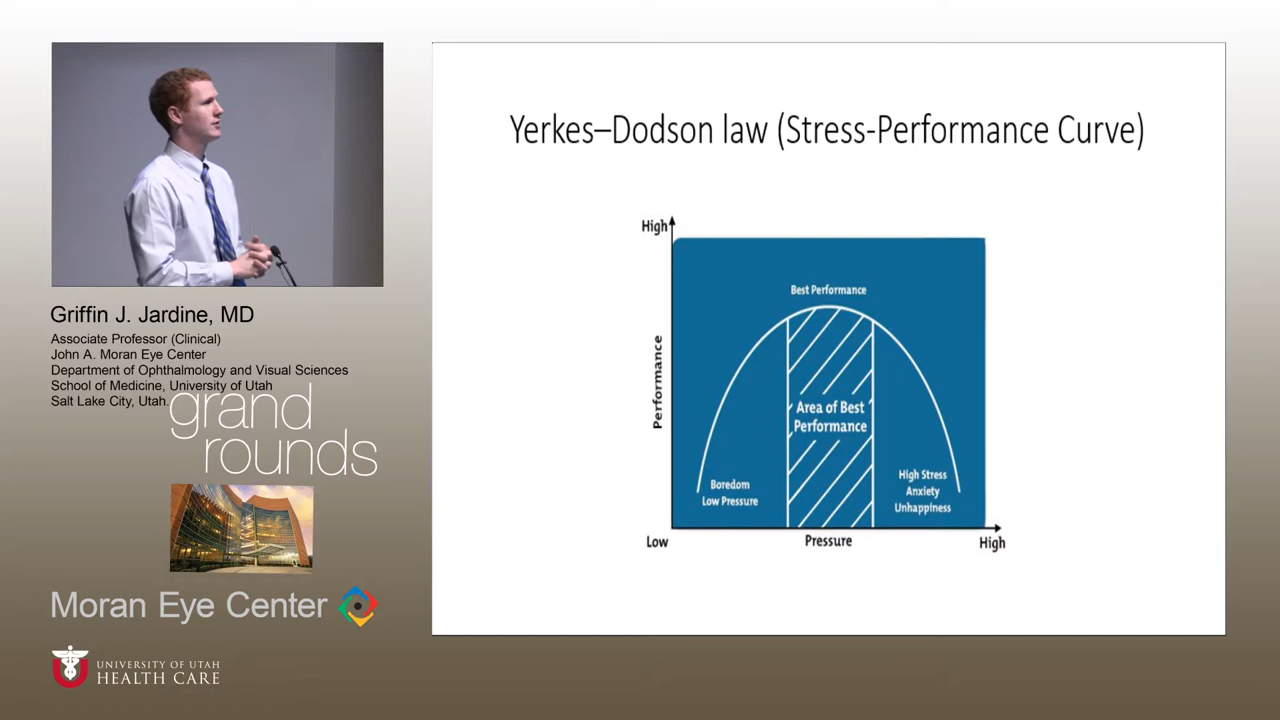 Griffin J. Jardine, MD
Associate Professor (Clinical)
John A. Moran Eye Center
Department of Ophthalmology and Visual Sciences
School of Medicine, University of Utah
Salt Lake City, Utah.
grand
rounds
Moran Eye Center
UNIVERSITY OF UTAH
HEALTH CARE
Yerkes–Dodson law (Stress-Performance Curve)
High
Best Performance
Performance
Area of Best
Performance
Boredom
Low Pressure
High Stress
Anxiety
Unhappiness
Low
Pressure
High